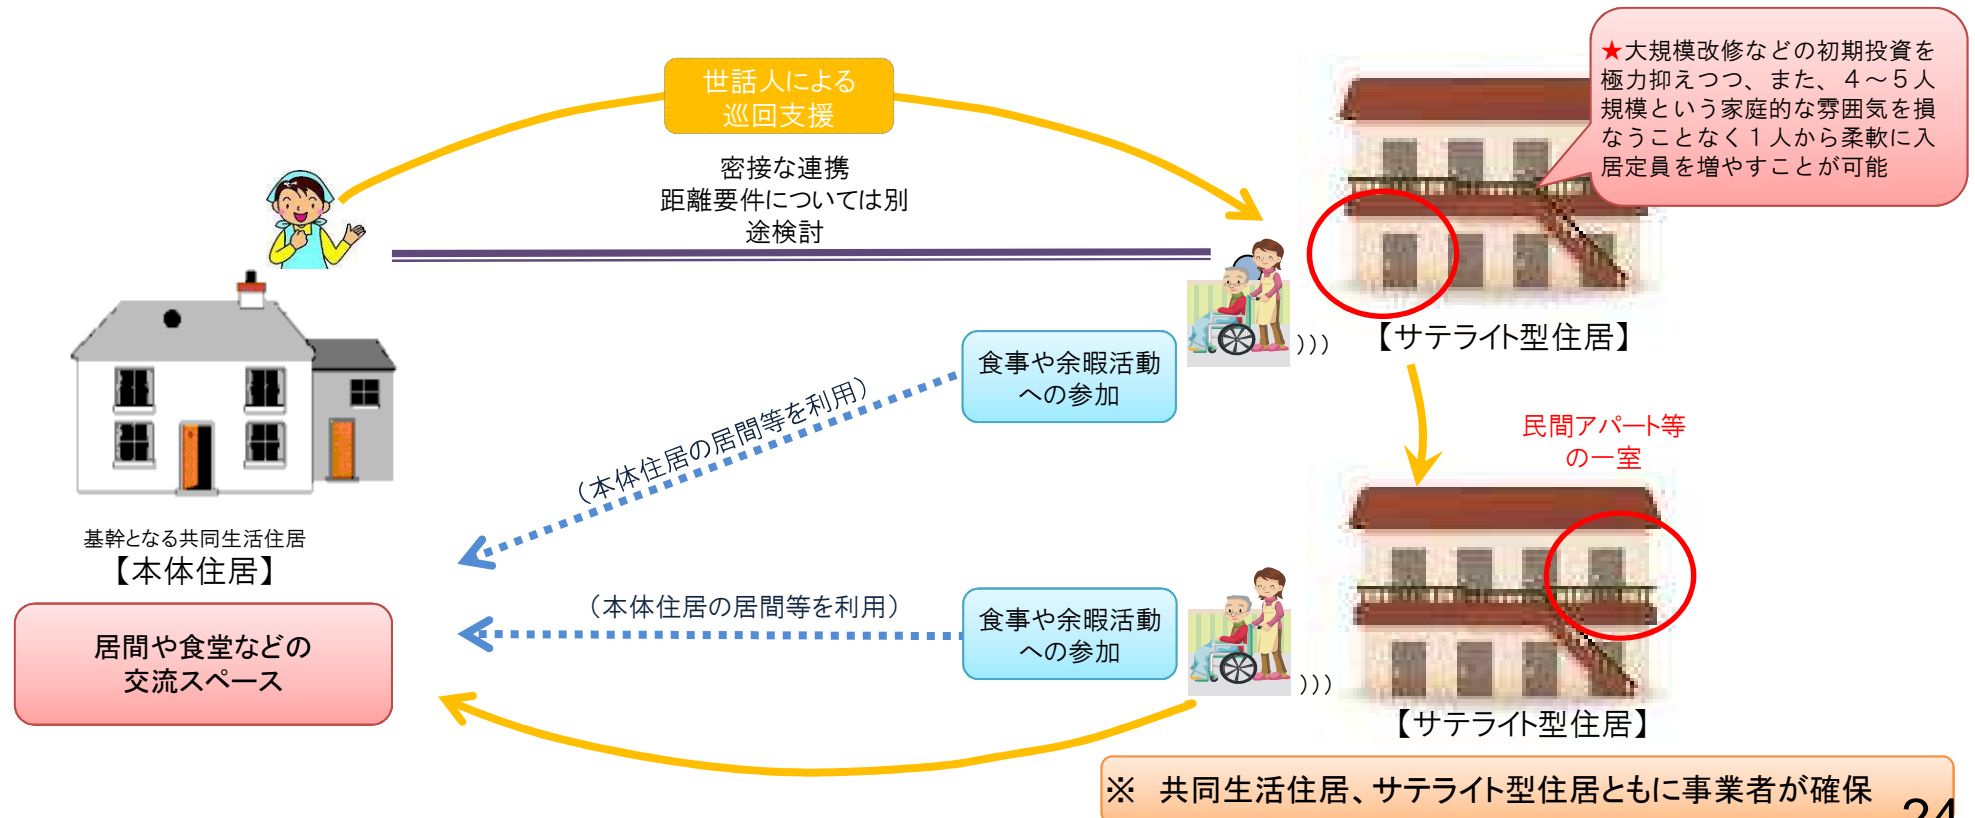 世話人による
巡回支援
密接な連携
距離要件については別
途検討
★大規模改修などの初期投資を
極力抑えつつ、また、４～５人
規模という家庭的な雰囲気を損
なうことなく１人から柔軟に入
居定員を増やすことが可能
）））
【サテライト型住居】
食事や余暇活動
への参加
（本体住居の居間等を利用）
民間アパート等
の一室
基幹となる共同生活住居
【本体住居】
居間や食堂などの
交流スペース
（本体住居の居間等を利用）
食事や余暇活動
への参加
）））
【サテライト型住居】
※　共同生活住居、サテライト型住居ともに事業者が確保
24